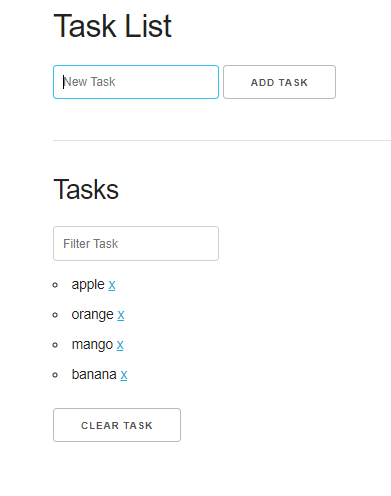 Task List
New Task ADD TASK
Tasks
Filter Task
apple x
orange x
mango x
banana x
CLEAR TASK